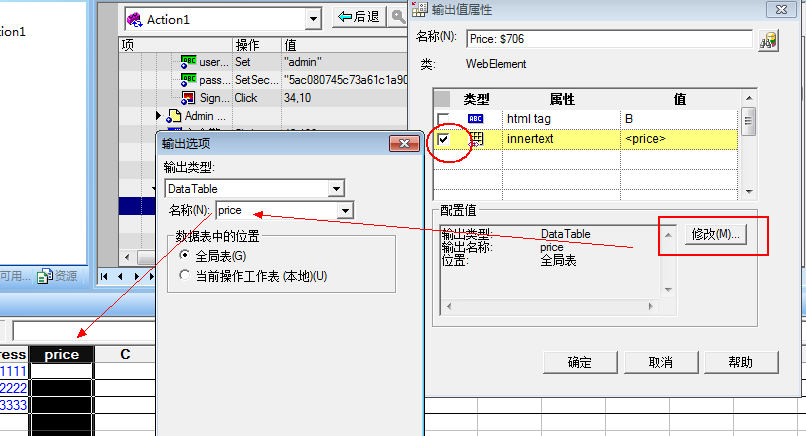 tion1
Action1
后退
项
操作
值
user...
Set
"admin"
pass...
SetSec...
"5ac080745c73a61c1a90
Sign...
Click
34,10
Admin ...
可用...
资源
ress
price
C
1111
2222
3333
输出选项
输出类型:
DataTable
名称(N):
price
数据表中的位置
全局表(G)
当前操作工作表 (本地)(U)
输出值属性
名称(N):
Price: $706
类:
WebElement
类型
属性
值
ABC
html tag
B
innertext
<price>
配置值
输出类型:
DataTable
输出名称:
price
位置:
全局表
修改(M)...
确定
取消
帮助